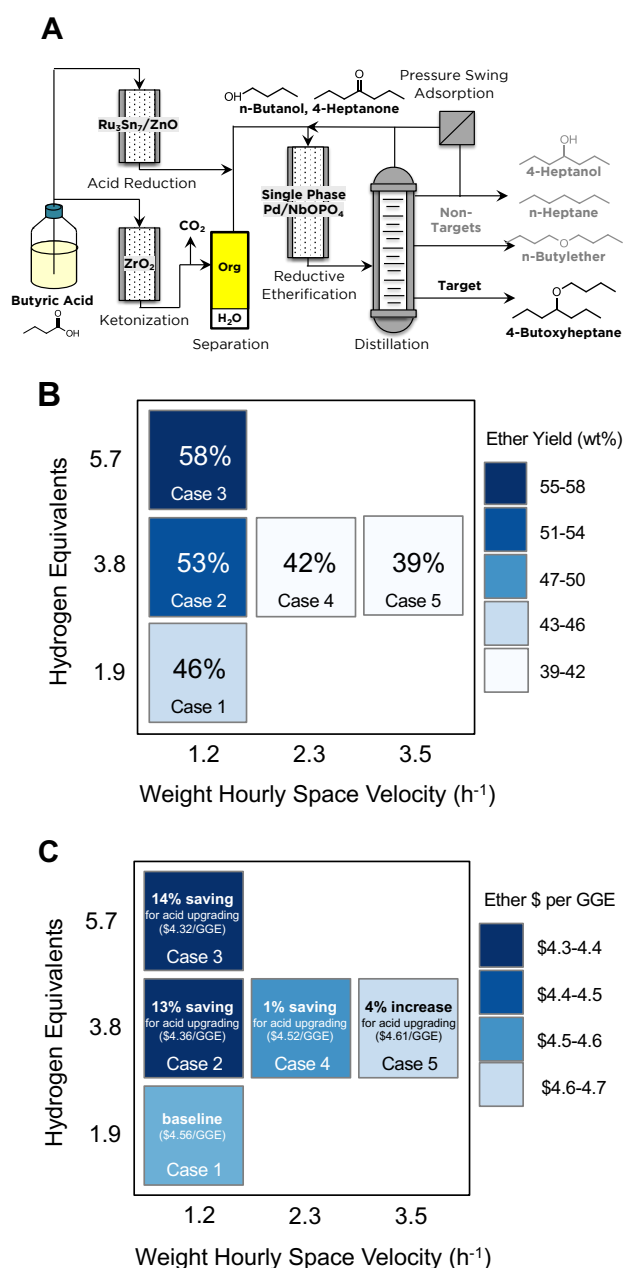 A
OH
O
n-Butanol, 4-Heptanone
Pressure Swing
Adsorption
Ru₃Sn₇/ZnO
Acid Reduction
CO₂
ZrO₂
Ketonization
Butyric Acid
O
OH
Org
H₂O
Separation
Single Phase
Pd/NbOPO₄
Reductive
Etherification
Distillation
OH
4-Heptanol
n-Heptane
Non-
Targets
O
n-Butylether
Target
O
4-Butoxyheptane
B
Hydrogen Equivalents
5.7
3.8
1.9
58%
Case 3
53%
Case 2
42%
Case 4
39%
Case 5
46%
Case 1
1.2 2.3 3.5
Weight Hourly Space Velocity (h⁻¹)
Ether Yield (wt%)
55-58
51-54
47-50
43-46
39-42
C
Hydrogen Equivalents
5.7
3.8
1.9
14% saving
for acid upgrading
($4.32/GGE)
Case 3
13% saving
for acid upgrading
($4.36/GGE)
Case 2
1% saving
for acid upgrading
($4.52/GGE)
Case 4
4% increase
for acid upgrading
($4.61/GGE)
Case 5
baseline
($4.56/GGE)
Case 1
1.2 2.3 3.5
Weight Hourly Space Velocity (h⁻¹)
Ether $ per GGE
$4.3-4.4
$4.4-4.5
$4.5-4.6
$4.6-4.7